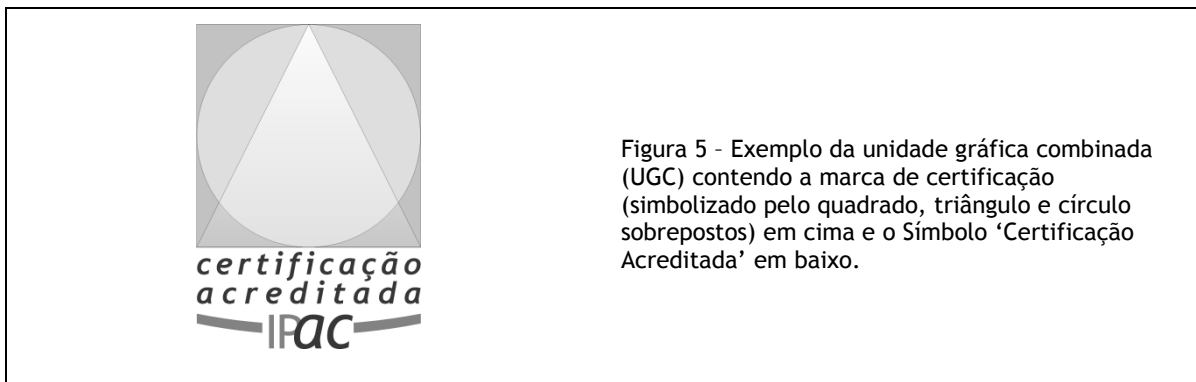 certificação
acreditada
IPac
Figura 5 – Exemplo da unidade gráfica combinada
(UGC) contendo a marca de certificação
(simbolizado pelo quadrado, triângulo e círculo
sobrepostos) em cima e o Símbolo ‘Certificação
Acreditada’ em baixo.